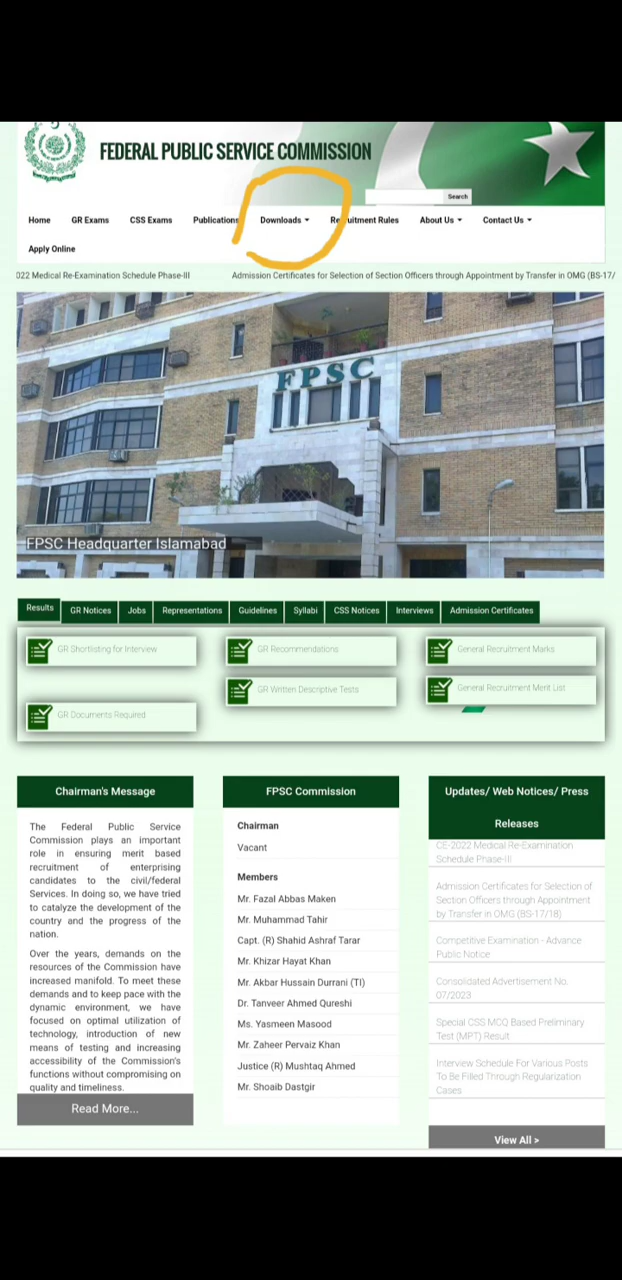 FEDERAL PUBLIC SERVICE COMMISSION
Search
Home GR Exams CSS Exams Publications Downloads Recruitment Rules About Us Contact Us
Apply Online
022 Medical Re-Examination Schedule Phase-III Admission Certificates for Selection of Section Officers through Appointment by Transfer in OMG (BS-17/
FPSC
FPSC Headquarter Islamabad
Results GR Notices Jobs Representations Guidelines Syllabi CSS Notices Interviews Admission Certificates
GR Shortlisting for Interview GR Recommendations General Recruitment Marks
GR Written Descriptive Tests General Recruitment Merit List
GR Documents Required
Chairman's Message
The Federal Public Service
Commission plays an important
role in ensuring merit based
recruitment of enterprising
candidates to the civil/federal
Services. In doing so, we have tried
to catalyze the development of the
country and the progress of the
nation.
Over the years, demands on the
resources of the Commission have
increased manifold. To meet these
demands and to keep pace with the
dynamic environment, we have
focused on optimal utilization of
technology, introduction of new
means of testing and increasing
accessibility of the Commission's
functions without compromising on
quality and timeliness.
Read More...
FPSC Commission
Chairman
Vacant
Members
Mr. Fazal Abbas Maken
Mr. Muhammad Tahir
Capt. (R) Shahid Ashraf Tarar
Mr. Khizar Hayat Khan
Mr. Akbar Hussain Durrani (TI)
Dr. Tanveer Ahmed Qureshi
Ms. Yasmeen Masood
Mr. Zaheer Pervaiz Khan
Justice (R) Mushtaq Ahmed
Mr. Shoaib Dastgir
Updates/ Web Notices/ Press
Releases
CE-2022 Medical Re-Examination
Schedule Phase-III
Admission Certificates for Selection of
Section Officers through Appointment
by Transfer in OMG (BS-17/18)
Competitive Examination - Advance
Public Notice
Consolidated Advertisement No.
07/2023
Special CSS MCQ Based Preliminary
Test (MPT) Result
Interview Schedule For Various Posts
To Be Filled Through Regularization
Cases
View All >